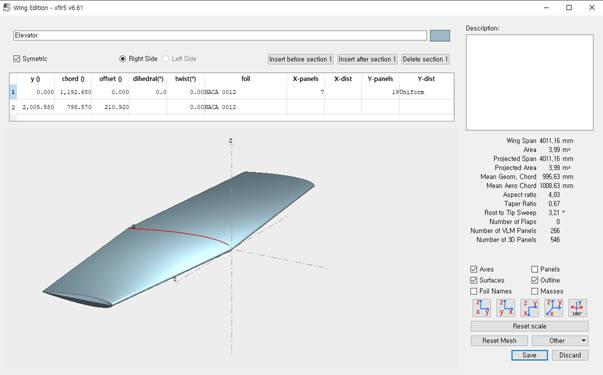 Wing Edition - xflr5 v6.61
Elevator
Symetric Right Side Left Side Insert before section 1 Insert after section 1 Delete section 1
y () chord () offset () dihedral(°) twist(°) foil X-panels X-dist Y-panels Y-dist
1 0.000 1,192.680 0.000 0.0 0.00 NACA 0012 7 19 Uniform
2 2,005.580 798.570 210.920 0.00 NACA 0012
Z
X
Y
Description:
Wing Span 4011,16 mm
Area 3,99 m²
Projected Span 4011,16 mm
Projected Area 3,99 m²
Mean Geom. Chord 995,63 mm
Mean Aero Chord 1008,63 mm
Aspect ratio 4,03
Taper Ratio 0,67
Root to Tip Sweep 3,21 °
Number of Flaps 0
Number of VLM Panels 266
Number of 3D Panels 546
Axes Panels
Surfaces Outline
Foil Names Masses
Z X Y Z Y X Z Y X Z Y X Y 180°
Reset scale
Reset Mesh Other
Save Discard